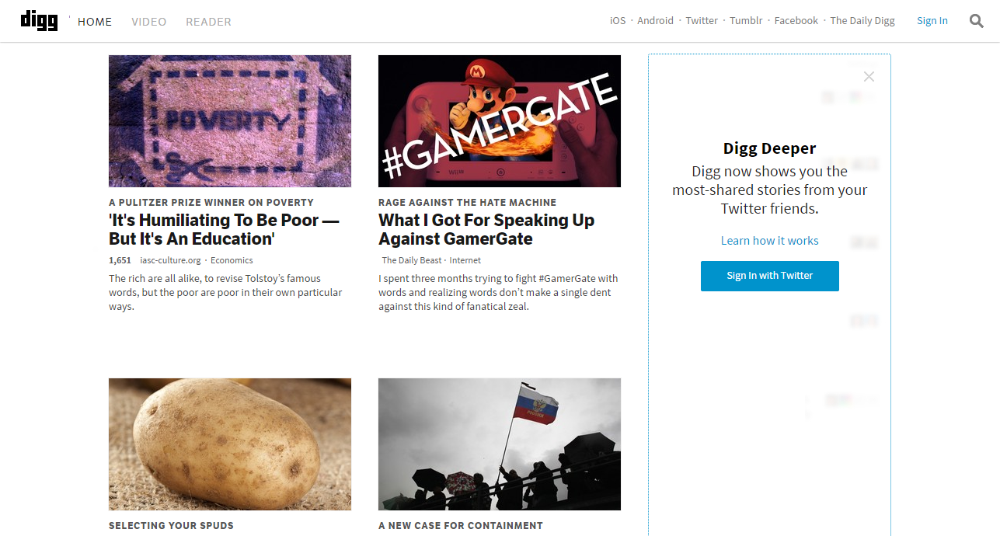 digg HOME VIDEO READER iOS · Android · Twitter · Tumblr · Facebook · The Daily Digg Sign In
POVERTY
#GAMERGATE
Wii U
A PULITZER PRIZE WINNER ON POVERTY
'It's Humiliating To Be Poor —
But It's An Education'
1,651 iasc-culture.org · Economics
The rich are all alike, to revise Tolstoy's famous
words, but the poor are poor in their own particular
ways.
RAGE AGAINST THE HATE MACHINE
What I Got For Speaking Up
Against GamerGate
The Daily Beast · Internet
I spent three months trying to fight #GamerGate with
words and realizing words don't make a single dent
against this kind of fanatical zeal.
Digg Deeper
Digg now shows you the
most-shared stories from your
Twitter friends.
Learn how it works
Sign In with Twitter
SELECTING YOUR SPUDS
A NEW CASE FOR CONTAINMENT